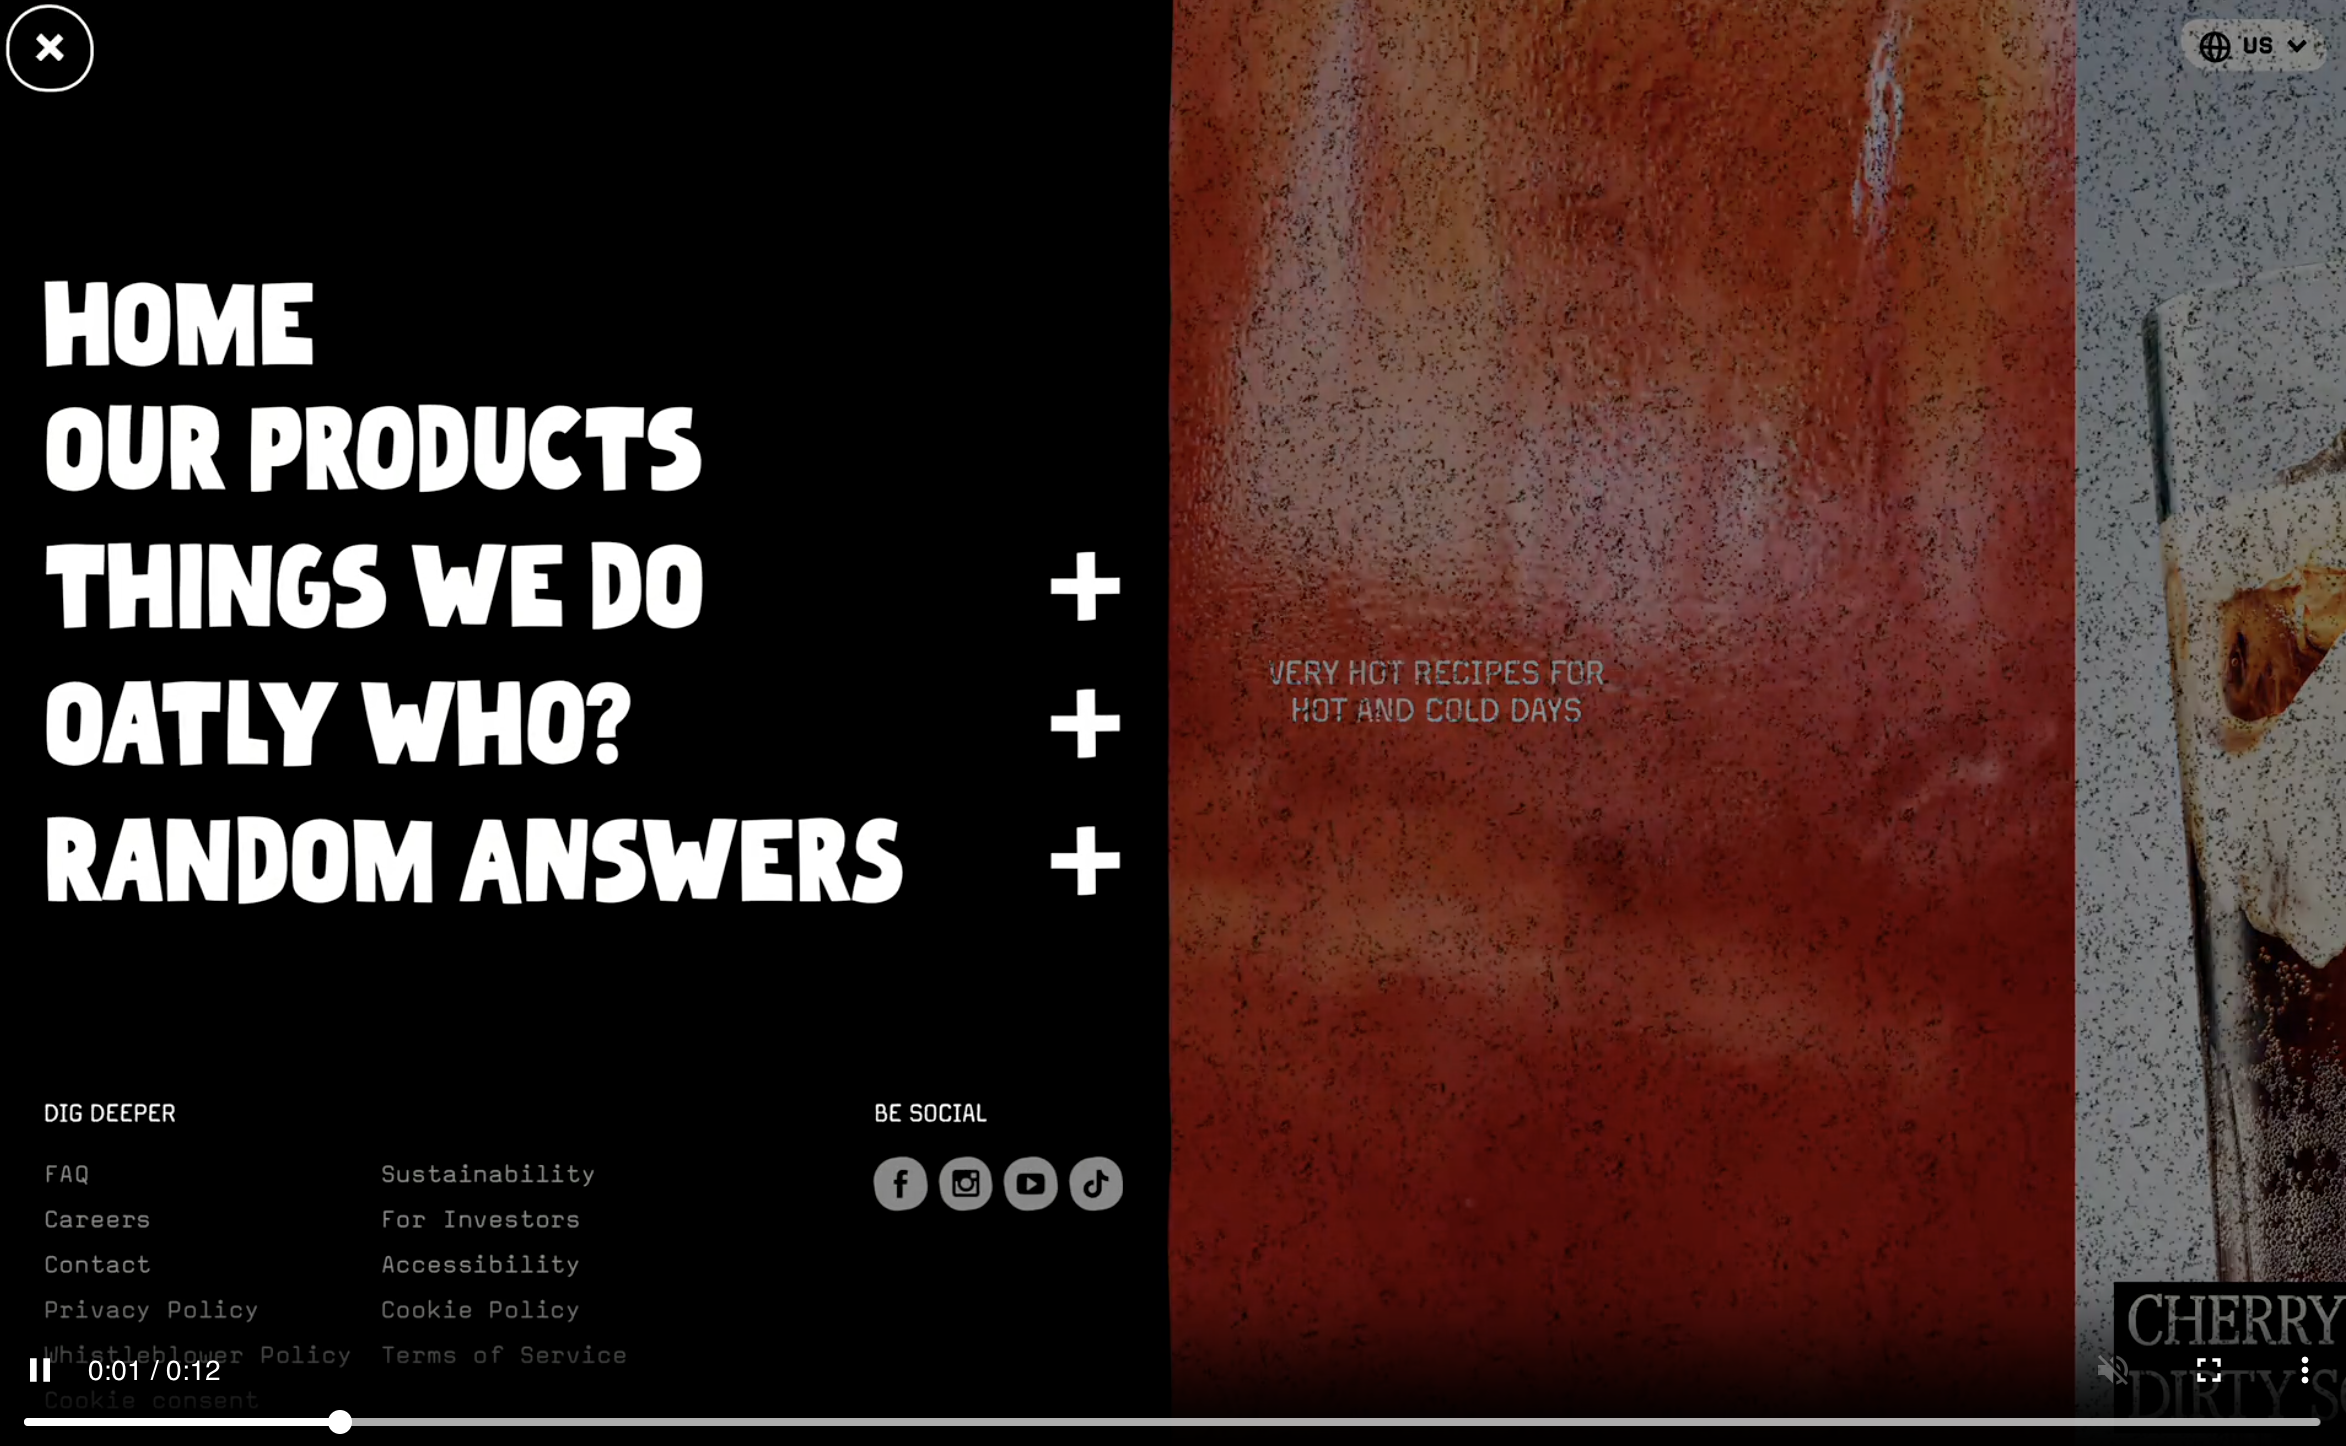 US
HOME
OUR PRODUCTS
THINGS WE DO
OATLY WHO?
RANDOM ANSWERS
VERY HOT RECIPES FOR
HOT AND COLD DAYS
DIG DEEPER
FAQ
Careers
Contact
Privacy Policy
Whistleblower Policy
Cookie consent
Sustainability
For Investors
Accessibility
Cookie Policy
Terms of Service
BE SOCIAL
CHERRY
DIRTY
0:01 / 0:12